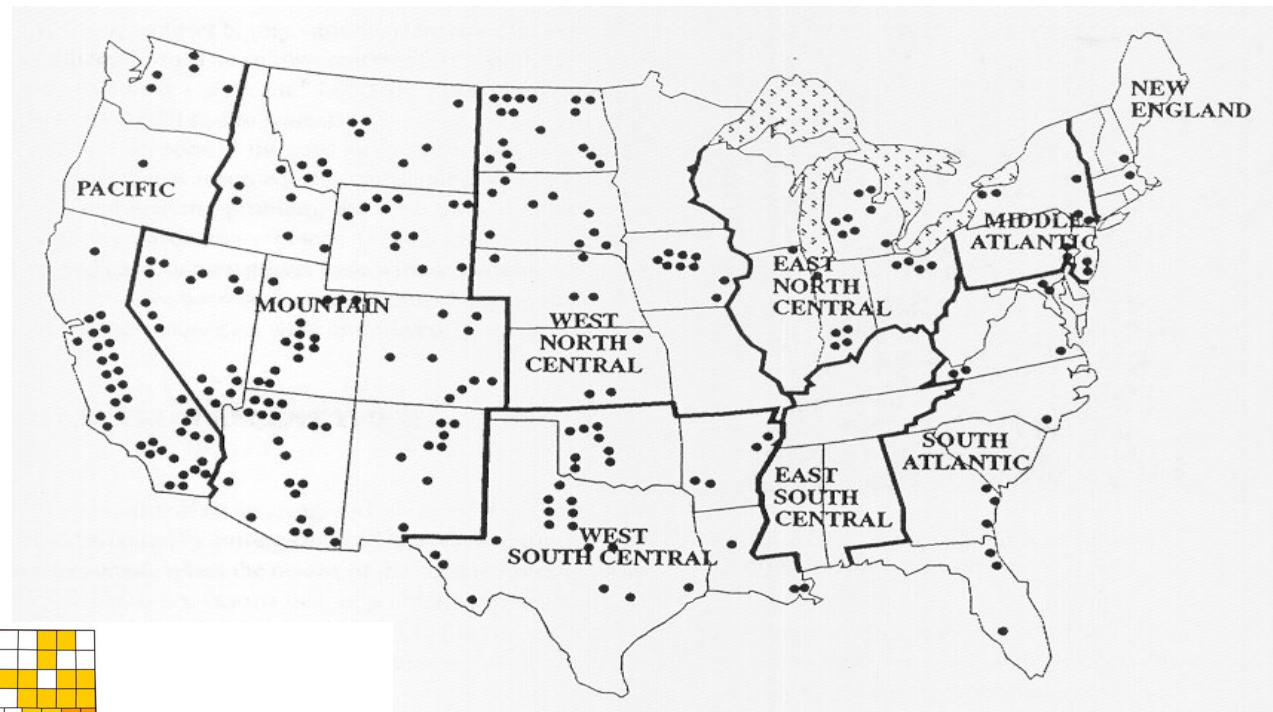 NEW
ENGLAND
PACIFIC
MIDDLE
ATLANTIC
EAST
NORTH
CENTRAL
MOUNTAIN
WEST
NORTH
CENTRAL
SOUTH
ATLANTIC
EAST
SOUTH
CENTRAL
WEST
SOUTH CENTRAL